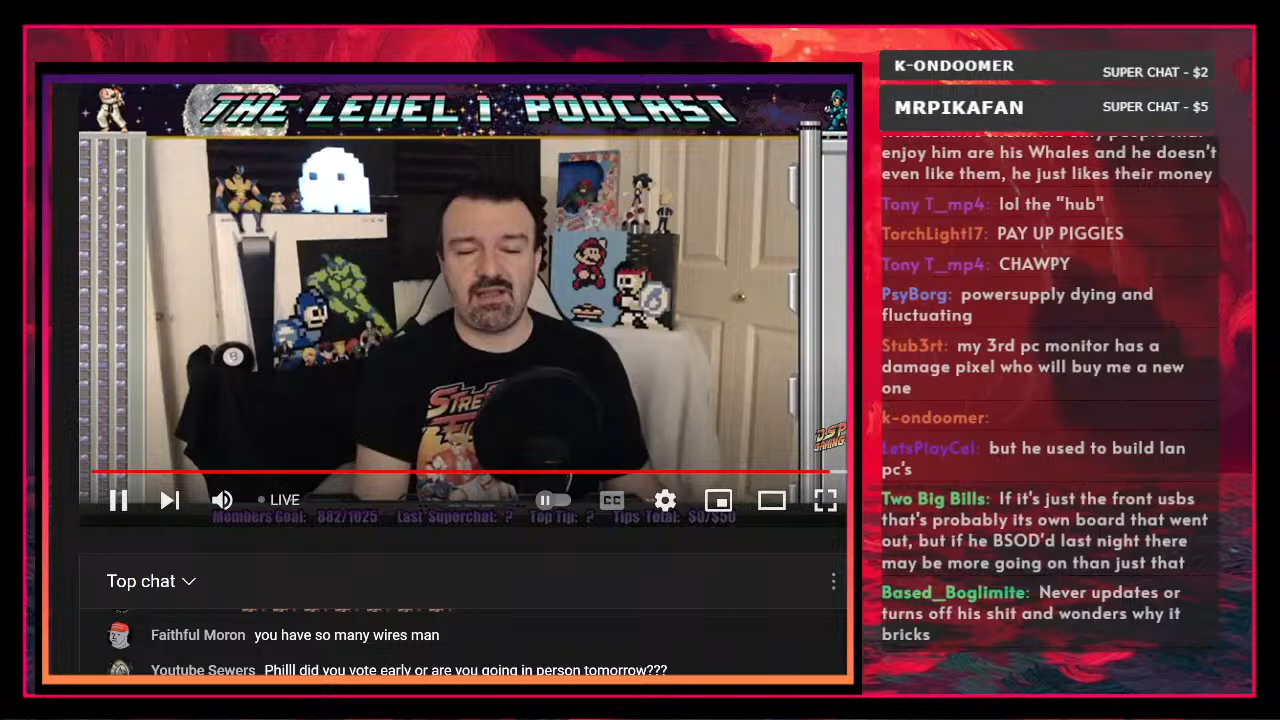 THE LEVEL 1 PODCAST
8
DSP
GAMING
LIVE
CC
Members Goal: 882/1025 Last Superchat: ? Top Tip: ? Tips Total: $0/$50
Top chat
Faithful Moron you have so many wires man
Youtube Sewers Philll did you vote early or are you going in person tomorrow???
K-ONDOOMER SUPER CHAT - $2
MRPIKAFAN SUPER CHAT - $5
enjoy him are his Whales and he doesn't
even like them, he just likes their money
Tony T_mp4: lol the "hub"
TorchLight17: PAY UP PIGGIES
Tony T_mp4: CHAWPY
PsyBorg: powersupply dying and
fluctuating
Stub3rt: my 3rd pc monitor has a
damage pixel who will buy me a new
one
k-ondoomer:
LetsPlayCel: but he used to build lan
pc's
Two Big Bills: If it's just the front usbs
that's probably its own board that went
out, but if he BSOD'd last night there
may be more going on than just that
Based_Boglimite: Never updates or
turns off his shit and wonders why it
bricks